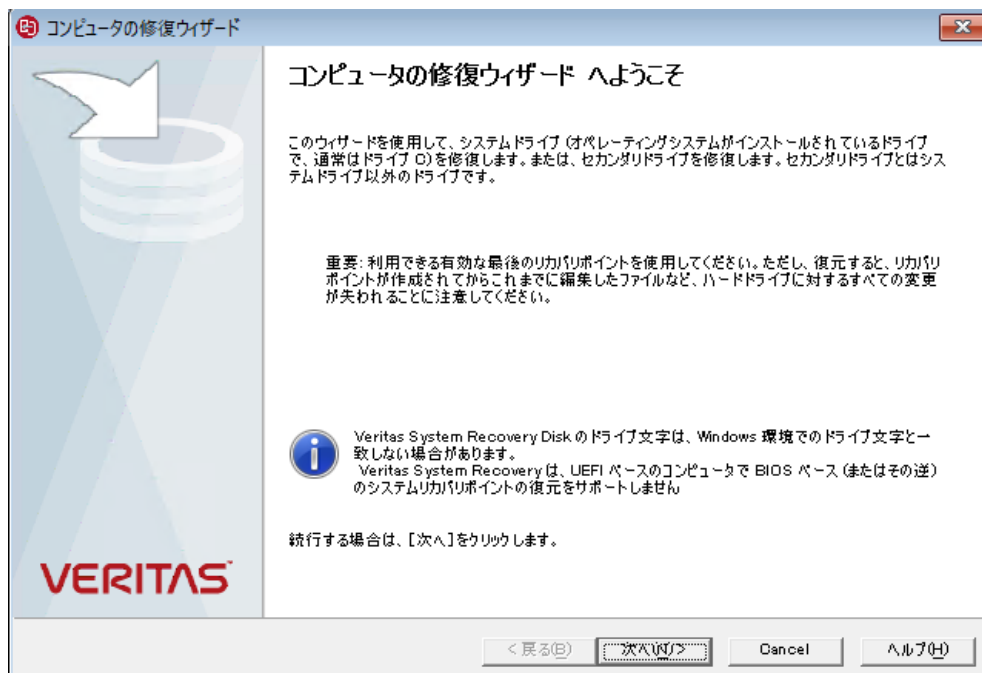 コンピュータの修復ウィザード
コンピュータの修復ウィザード へようこそ
このウィザードを使用して、システムドライブ (オペレーティングシステムがインストールされているドライブ
で、通常はドライブ C)を修復します。または、セカンダリドライブを修復します。セカンダリドライブとはシス
テムドライブ以外のドライブです。
重要: 利用できる有効な最後のリカバリポイントを使用してください。ただし、復元すると、リカバリ
ポイントが作成されてからこれまでに編集したファイルなど、ハードドライブに対するすべての変更
が失われることに注意してください。
Veritas System Recovery Disk のドライブ文字は、Windows 環境でのドライブ文字と一
致しない場合があります。
Veritas System Recovery は、UEFI ベースのコンピュータで BIOS ベース (またはその逆)
のシステムリカバリポイントの復元をサポートしません
続行する場合は、[次へ]をクリックします。
VERITAS™
< 戻る(B) 次へ(N) > Cancel ヘルプ(H)